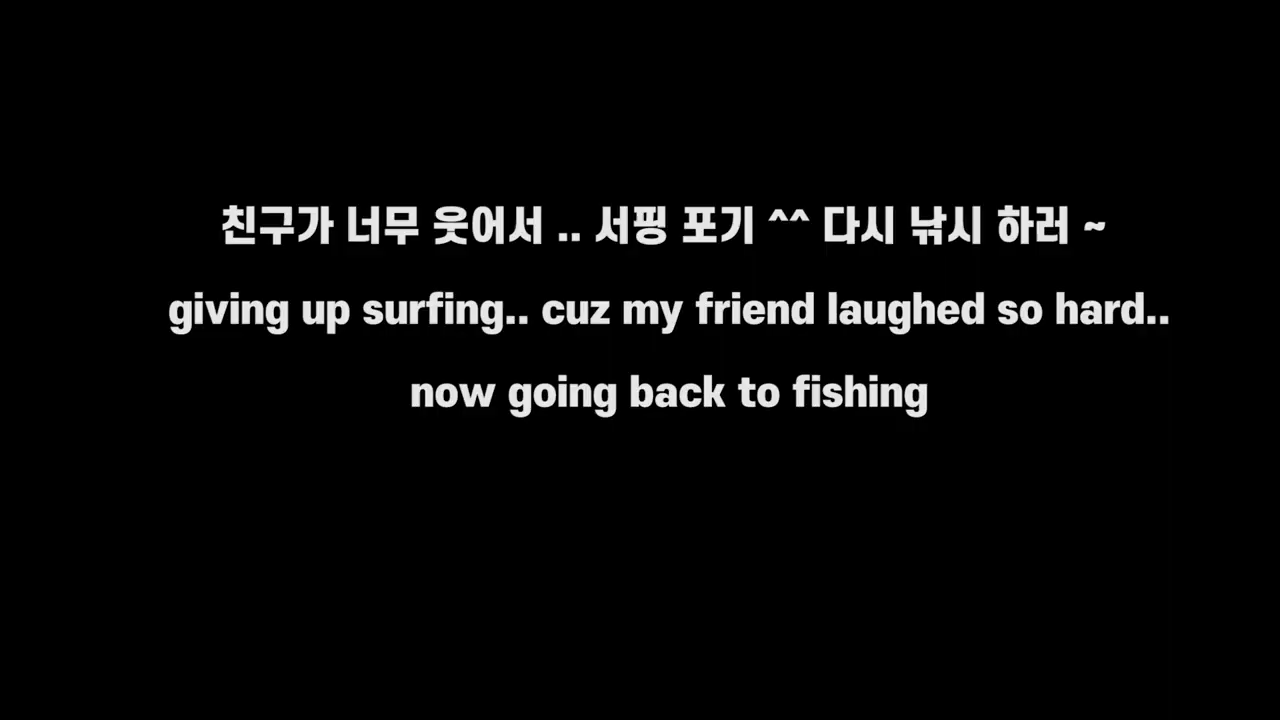 친구가 너무 웃어서 .. 서핑 포기 ^^ 다시 낚시 하러 ~
giving up surfing.. cuz my friend laughed so hard..
now going back to fishing